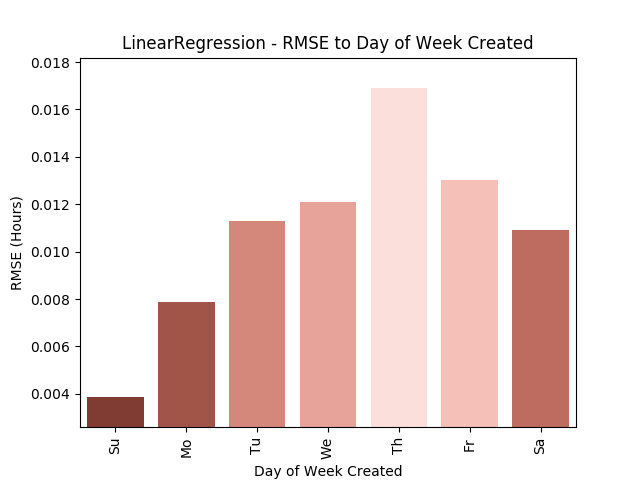 LinearRegression - RMSE to Day of Week Created
0.018
0.016
0.014
0.012
0.010
0.008
0.006
0.004
RMSE (Hours)
Su
Mo
Tu
We
Th
Fr
Sa
Day of Week Created